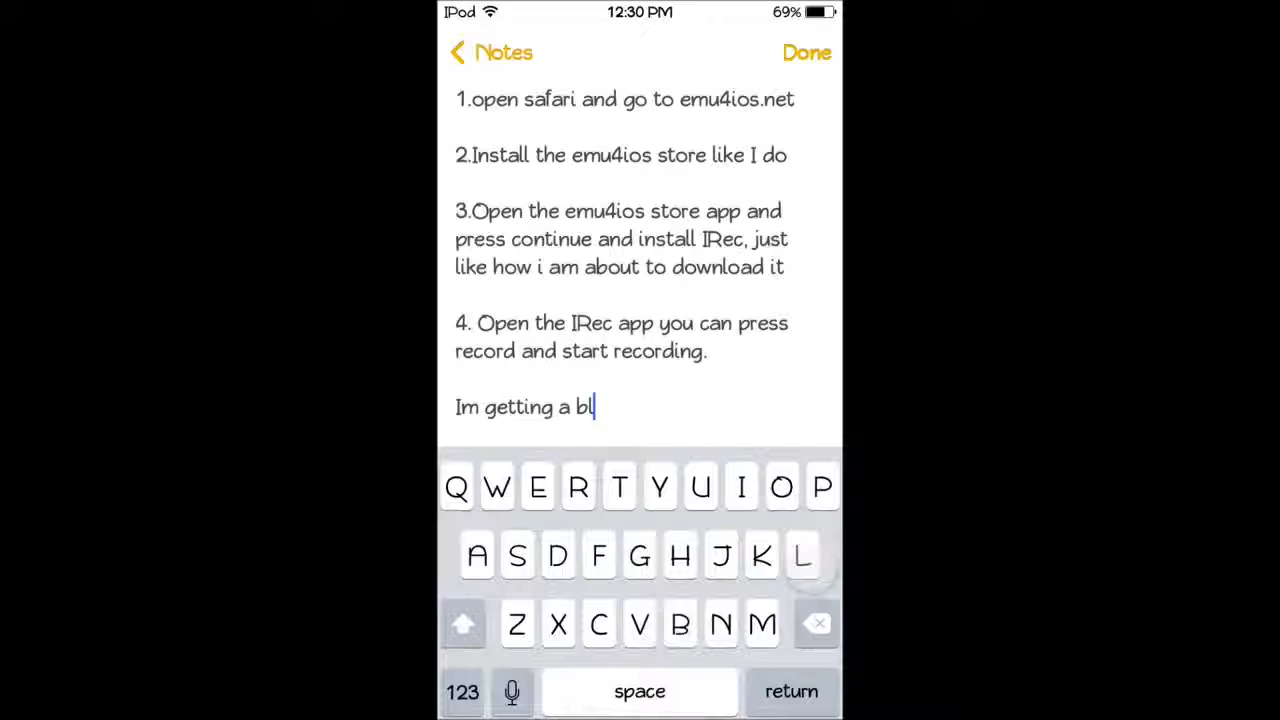 IPod 12:30 PM 69%
Notes Done
1.open safari and go to emu4ios.net
2.Install the emu4ios store like I do
3.Open the emu4ios store app and
press continue and install IRec, just
like how i am about to download it
4. Open the IRec app you can press
record and start recording.
Im getting a bl
Q W E R T Y U I O P
A S D F G H J K L
Z X C V B N M
123 space return